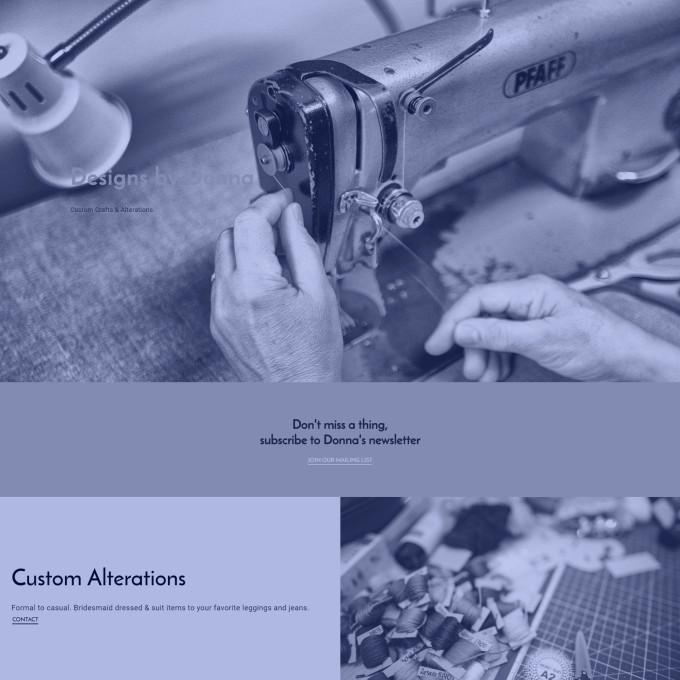 PFAFF
Designs by Donna
Custom Crafts & Alterations
Don't miss a thing,
subscribe to Donna's newsletter
JOIN OUR MAILING LIST
Custom Alterations
Formal to casual. Bridesmaid dressed & suit items to your favorite leggings and jeans.
CONTACT
A2